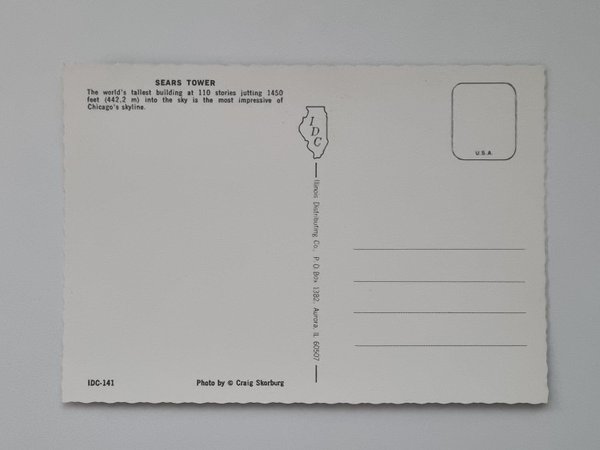 SEARS TOWER
The world's tallest building at 110 stories jutting 1450
feet (442,2 m) into the sky is the most impressive of
Chicago's skyline.
IDC
U.S.A.
Illinois Distributing Co., P.O. Box 1382, Aurora, IL 60507
IDC-141
Photo by © Craig Skorburg